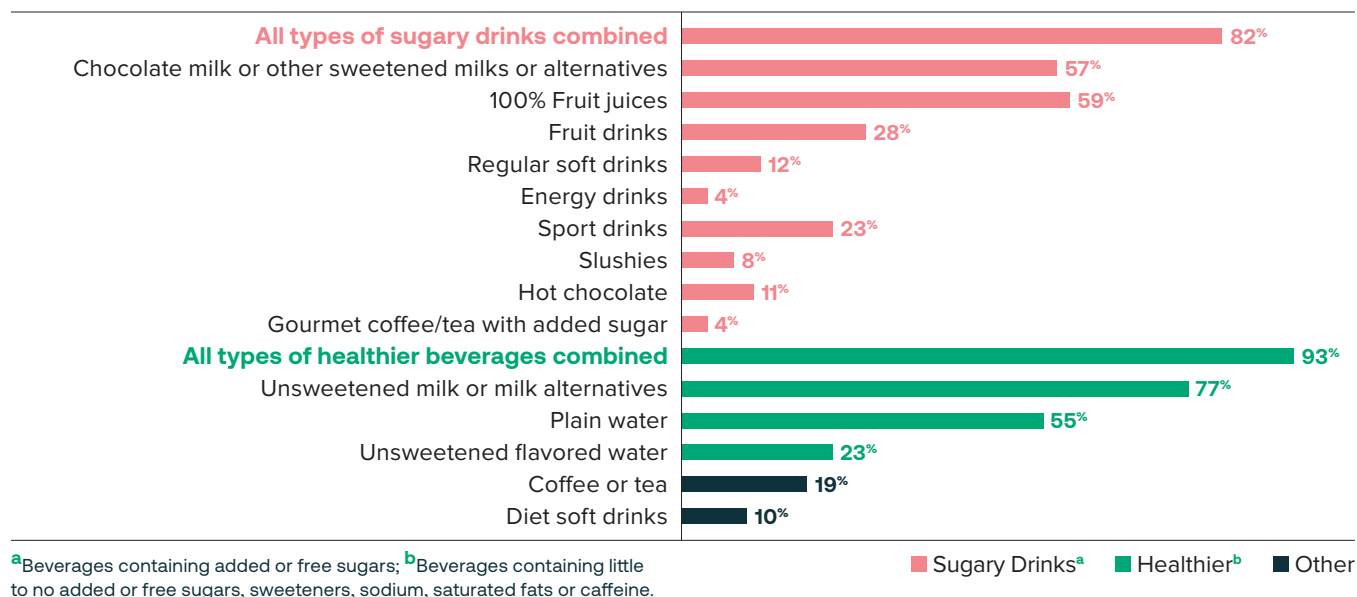 All types of sugary drinks combined 82%
Chocolate milk or other sweetened milks or alternatives 57%
100% Fruit juices 59%
Fruit drinks 28%
Regular soft drinks 12%
Energy drinks 4%
Sport drinks 23%
Slushies 8%
Hot chocolate 11%
Gourmet coffee/tea with added sugar 4%
All types of healthier beverages combined 93%
Unsweetened milk or milk alternatives 77%
Plain water 55%
Unsweetened flavored water 23%
Coffee or tea 19%
Diet soft drinks 10%
aBeverages containing added or free sugars; bBeverages containing little
to no added or free sugars, sweeteners, sodium, saturated fats or caffeine.
Sugary Drinksa Healthierb Other